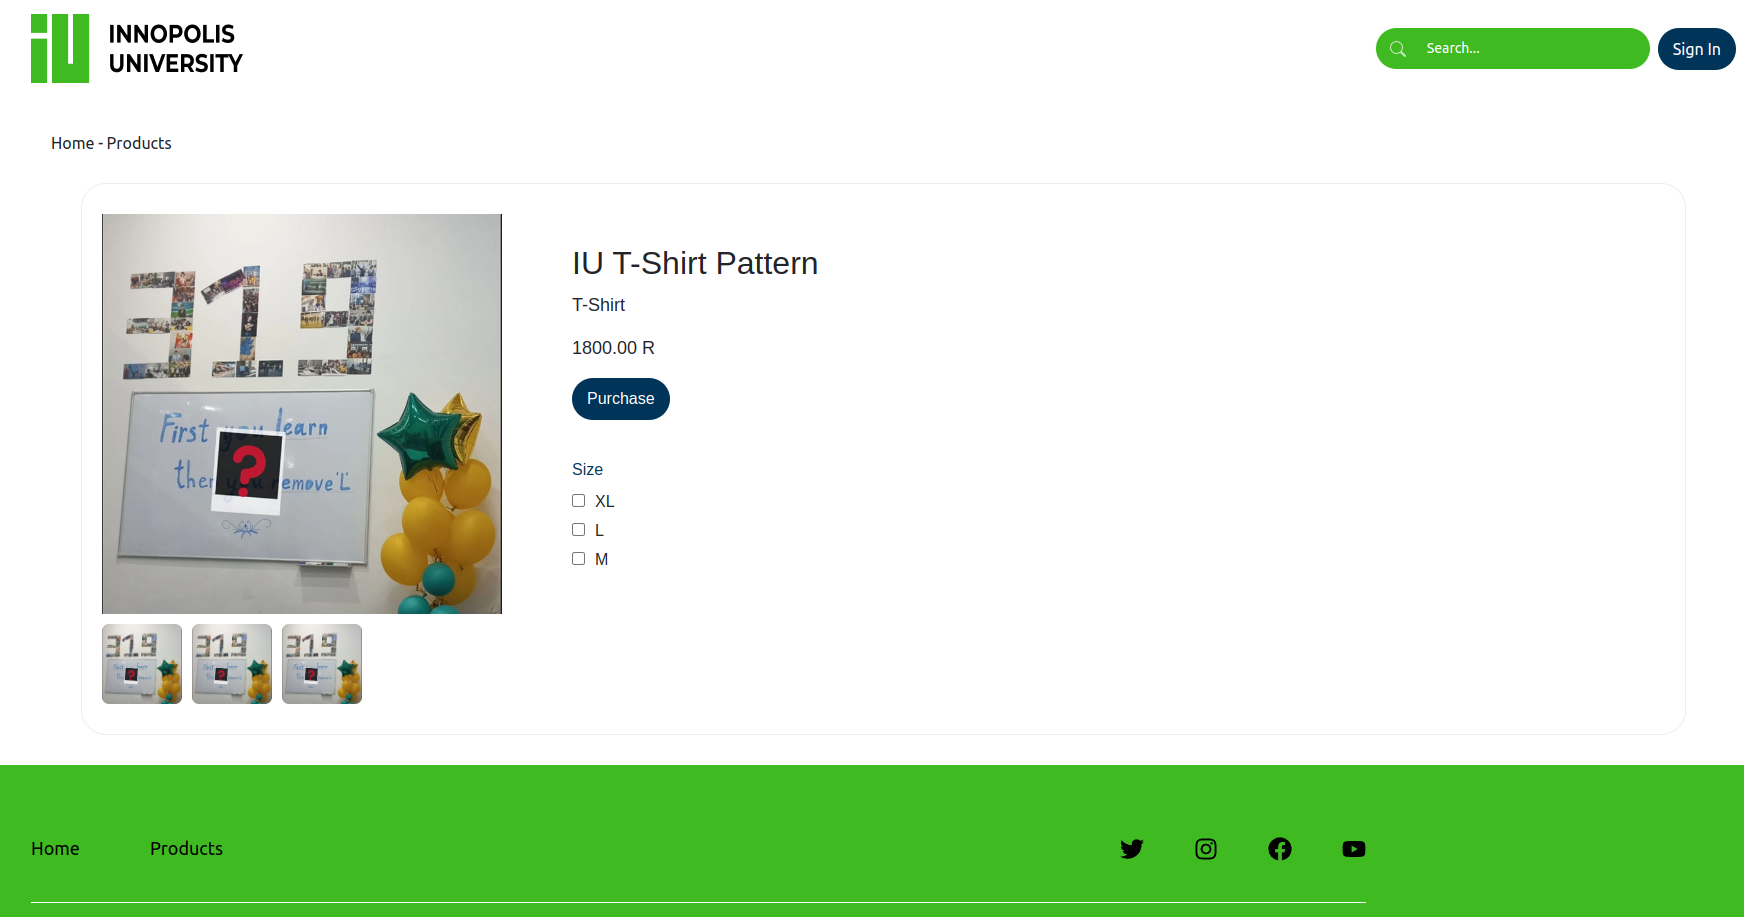 INNOPOLIS
UNIVERSITY
Search...
Sign In
Home - Products
319
First you learn
then you remove 'L'
IU T-Shirt Pattern
T-Shirt
1800.00 R
Purchase
Size
XL
L
M
Home
Products